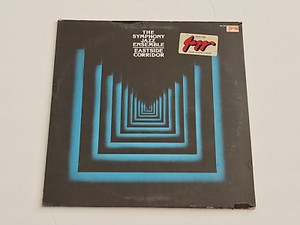 THE
SYMPHONY
JAZZ
ENSEMBLE
EASTSIDE
CORRIDOR